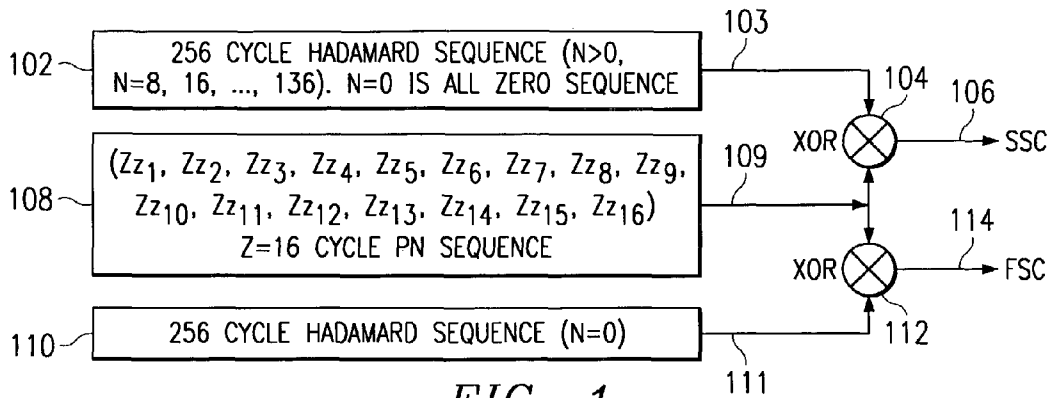 102
256 CYCLE HADAMARD SEQUENCE (N>0,
N=8, 16, ..., 136). N=0 IS ALL ZERO SEQUENCE
103
104
XOR
106
SSC
108
(Zz1, Zz2, Zz3, Zz4, Zz5, Zz6, Zz7, Zz8, Zz9,
Zz10, Zz11, Zz12, Zz13, Zz14, Zz15, Zz16)
Z=16 CYCLE PN SEQUENCE
109
XOR
114
FSC
112
110
256 CYCLE HADAMARD SEQUENCE (N=0)
111
FIG. 1